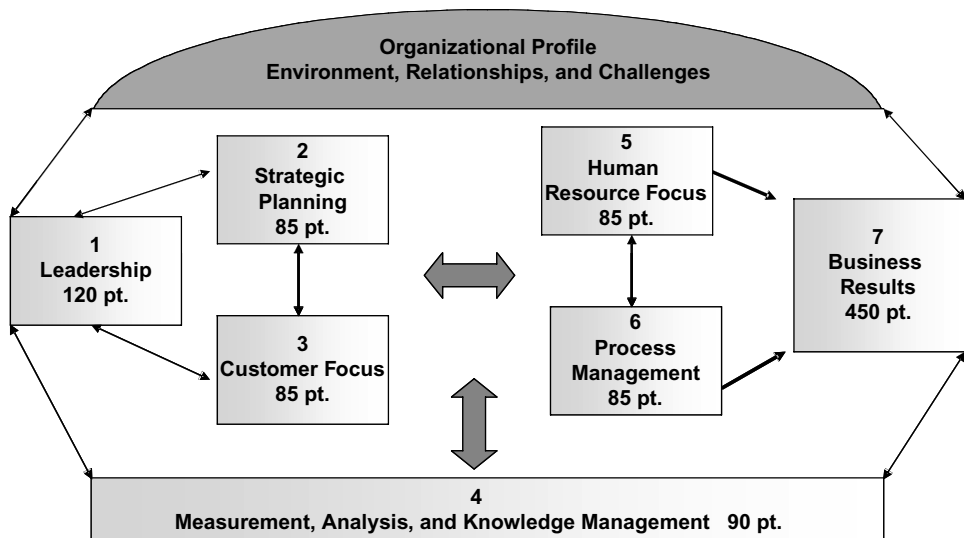 Organizational Profile
Environment, Relationships, and Challenges
1
Leadership
120 pt.
2
Strategic
Planning
85 pt.
3
Customer Focus
85 pt.
5
Human
Resource Focus
85 pt.
6
Process
Management
85 pt.
7
Business
Results
450 pt.
4
Measurement, Analysis, and Knowledge Management 90 pt.